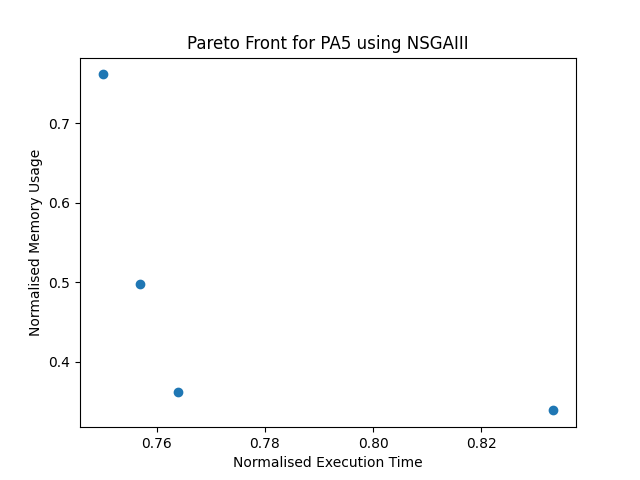 Pareto Front for PA5 using NSGAIII
Normalised Memory Usage
0.7
0.6
0.5
0.4
0.76 0.78 0.80 0.82
Normalised Execution Time